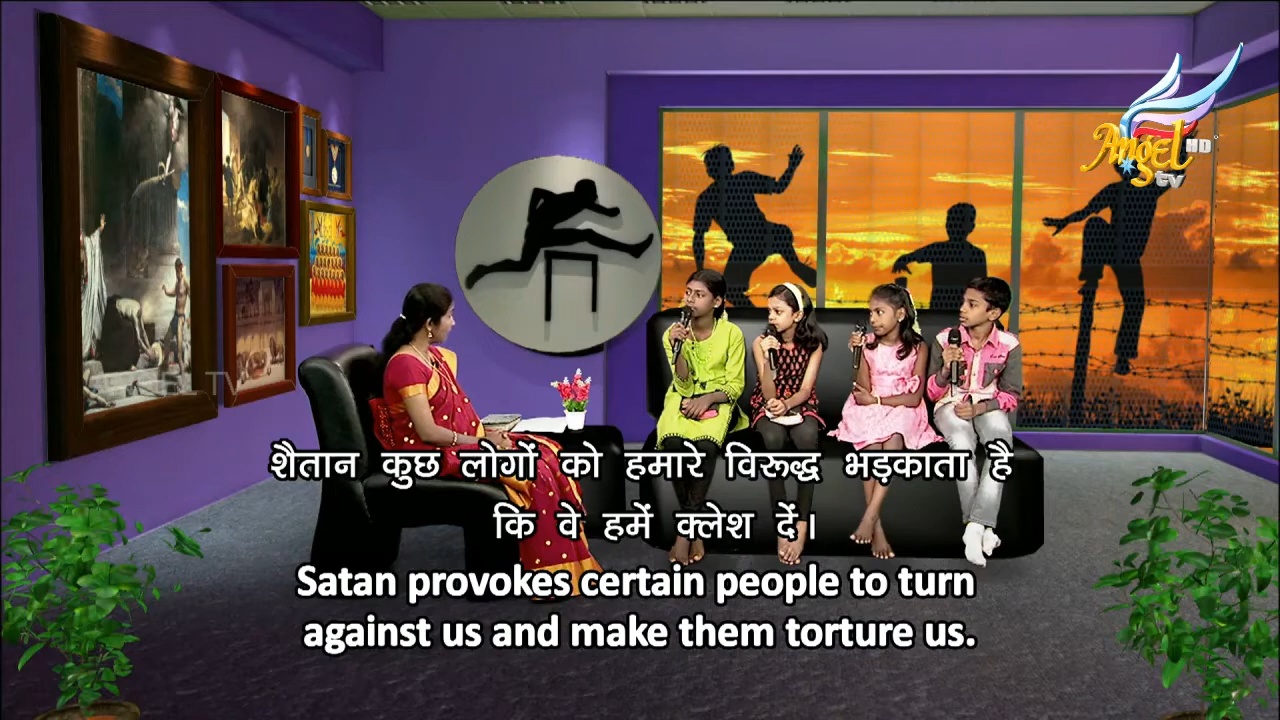 Angel HD
tv
शैतान कुछ लोगों को हमारे विरूद्ध भड़काता है
कि वे हमें क्लेश दें।
Satan provokes certain people to turn
against us and make them torture us.